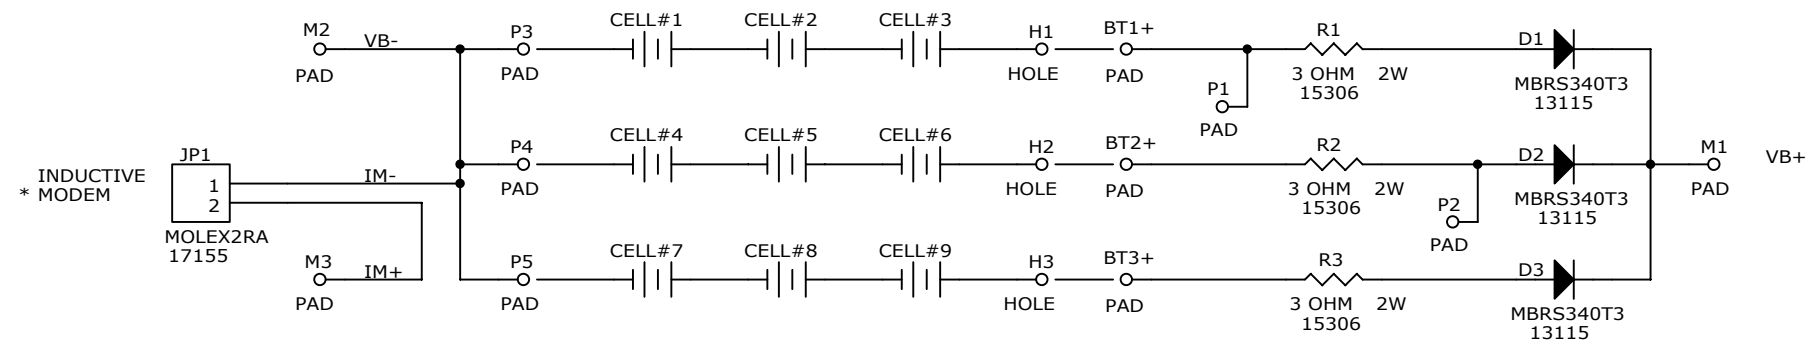 M2
VB-
PAD
P3
PAD
CELL#1
CELL#2
CELL#3
H1
HOLE
BT1+
PAD
P1
PAD
R1
3 OHM 2W
15306
D1
MBRS340T3
13115
P4
PAD
CELL#4
CELL#5
CELL#6
H2
HOLE
BT2+
PAD
R2
3 OHM 2W
15306
P2
PAD
D2
MBRS340T3
13115
M1
PAD
VB+
INDUCTIVE
* MODEM
JP1
1
2
MOLEX2RA
17155
IM-
M3
IM+
PAD
P5
PAD
CELL#7
CELL#8
CELL#9
H3
HOLE
BT3+
PAD
R3
3 OHM 2W
15306
D3
MBRS340T3
13115